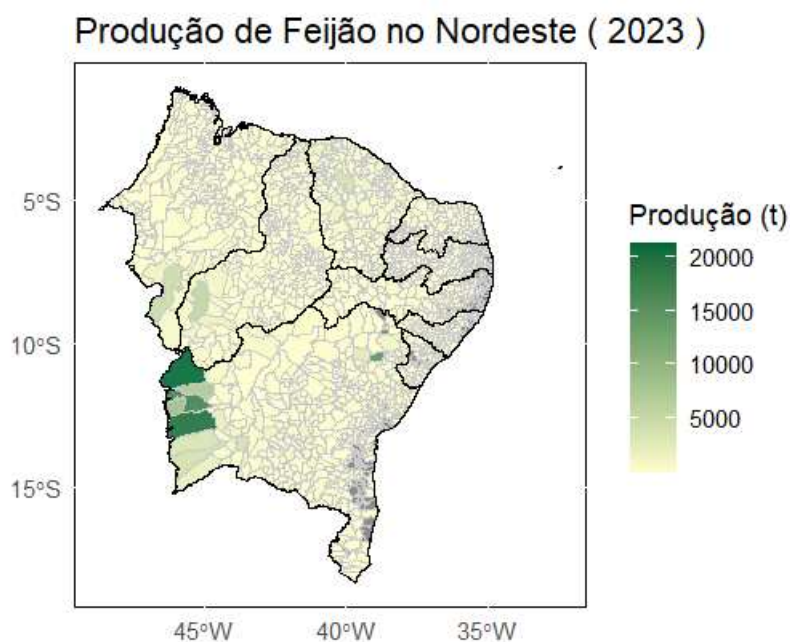 Produção de Feijão no Nordeste ( 2023 )
5°S
10°S
15°S
45°W
40°W
35°W
Produção (t)
20000
15000
10000
5000